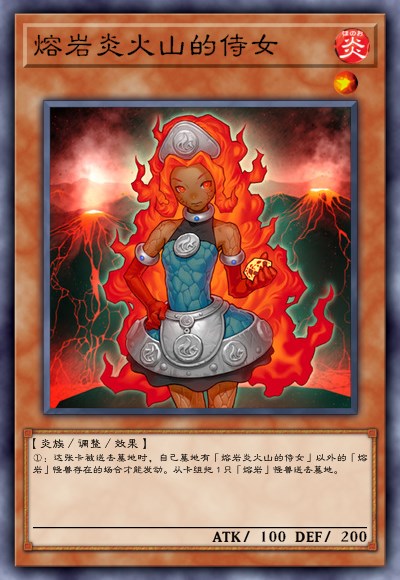 熔岩炎火山的侍女
ほのお
炎
【炎族／调整／效果】
①：这张卡被送去墓地时，自己墓地有「熔岩炎火山的侍女」以外的「熔
岩」怪兽存在的场合才能发动。从卡组把１只「熔岩」怪兽送去墓地。
ATK/ 100 DEF/ 200